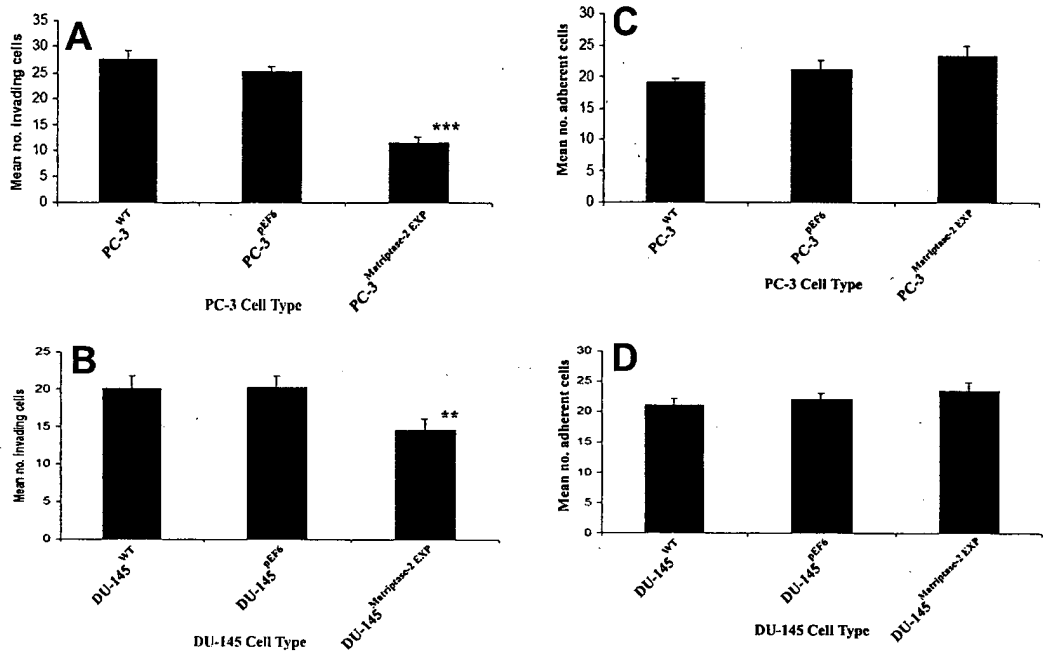 A
Mean no. invading cells
35
30
25
20
15
10
5
0
***
PC-3WT
PC-3pEF6
PC-3Matriptase-2 EXP
PC-3 Cell Type
C
Mean no. adherent cells
30
25
20
15
10
5
0
PC-3WT
PC-3pEF6
PC-3Matriptase-2 EXP
PC-3 Cell Type
B
Mean no. invading cells
25
20
15
10
5
0
**
DU-145WT
DU-145pEF6
DU-145Matriptase-2 EXP
DU-145 Cell Type
D
Mean no. adherent cells
30
25
20
15
10
5
0
DU-145WT
DU-145pEF6
DU-145Matriptase-2 EXP
DU-145 Cell Type